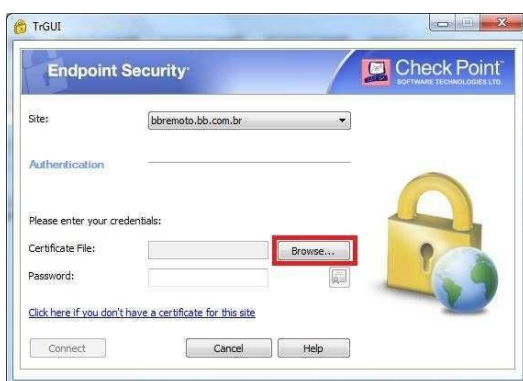 TrGUI
Endpoint Security
Check Point
SOFTWARE TECHNOLOGIES LTD.
Site:
bbremoto.bb.com.br
Authentication
Please enter your credentials:
Certificate File:
Browse...
Password:
Click here if you don't have a certificate for this site
Connect
Cancel
Help